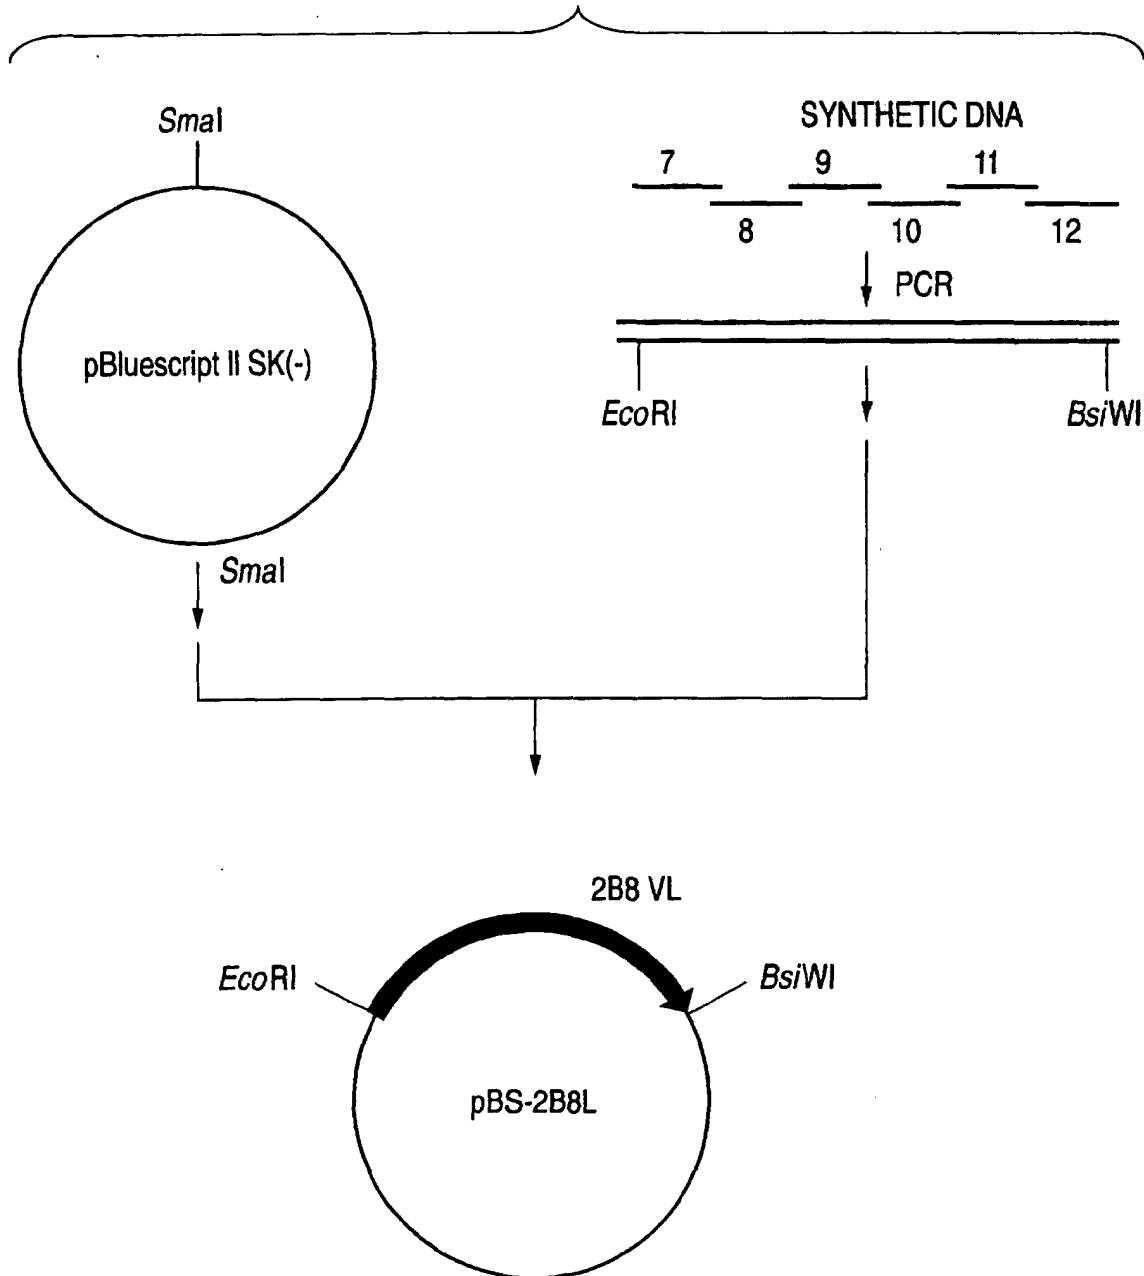 SmaI
pBluescript II SK(-)
SmaI
SYNTHETIC DNA
7
9
11
8
10
12
PCR
EcoRI
BsiWI
2B8 VL
EcoRI
BsiWI
pBS-2B8L